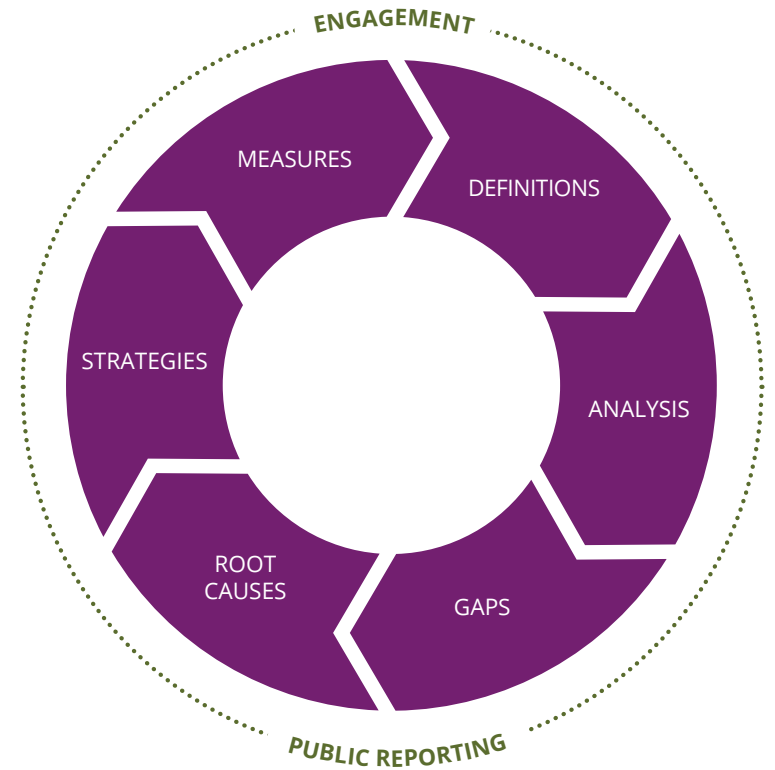 ENGAGEMENT
MEASURES
DEFINITIONS
STRATEGIES
ANALYSIS
ROOT
CAUSES
GAPS
PUBLIC REPORTING